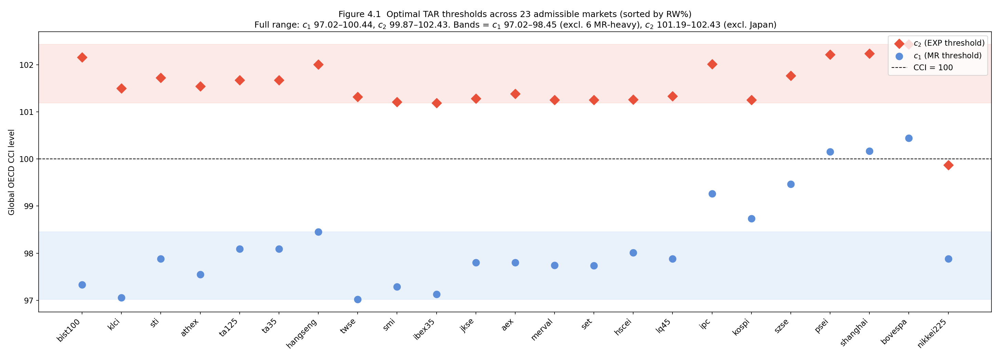 Figure 4.1  Optimal TAR thresholds across 23 admissible markets (sorted by RW%)
Full range: c₁ 97.02–100.44, c₂ 99.87–102.43. Bands = c₁ 97.02–98.45 (excl. 6 MR-heavy), c₂ 101.19–102.43 (excl. Japan)
c₂ (EXP threshold)
c₁ (MR threshold)
CCI = 100
Global OECD CCI level
102
101
100
99
98
97
bist100
klci
sti
athex
ta125
ta35
hangseng
twse
smi
ibex35
jkse
aex
merval
set
hscei
lq45
ipc
kospi
szse
psei
shanghai
bovespa
nikkei225